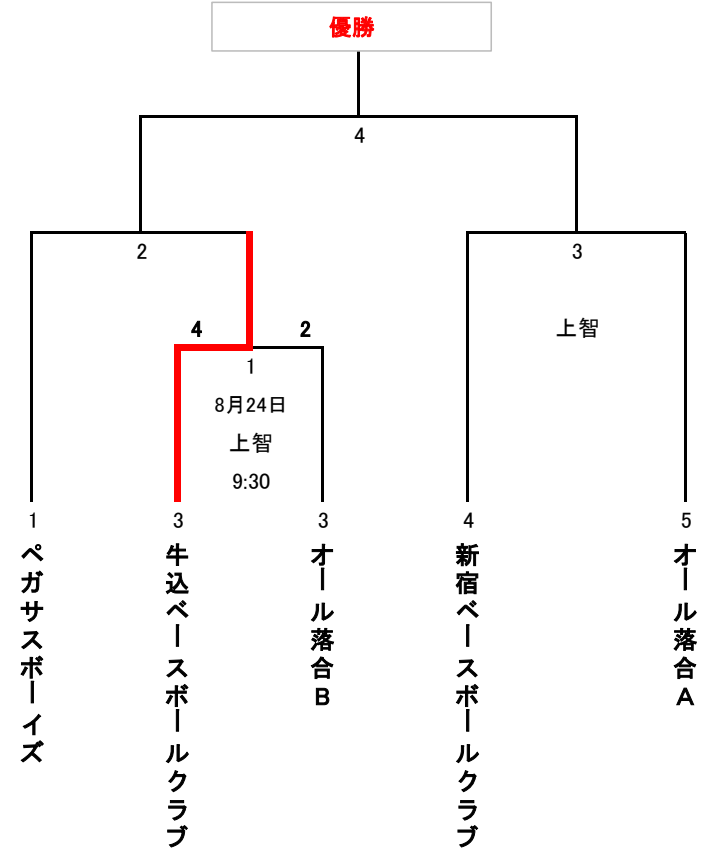 優勝
4
2
3
4
2
上智
1
8月24日
上智
9:30
1
3
3
4
5
ペガサスボーイズ
牛込ベースボールクラブ
オール落合B
新宿ベースボールクラブ
オール落合A